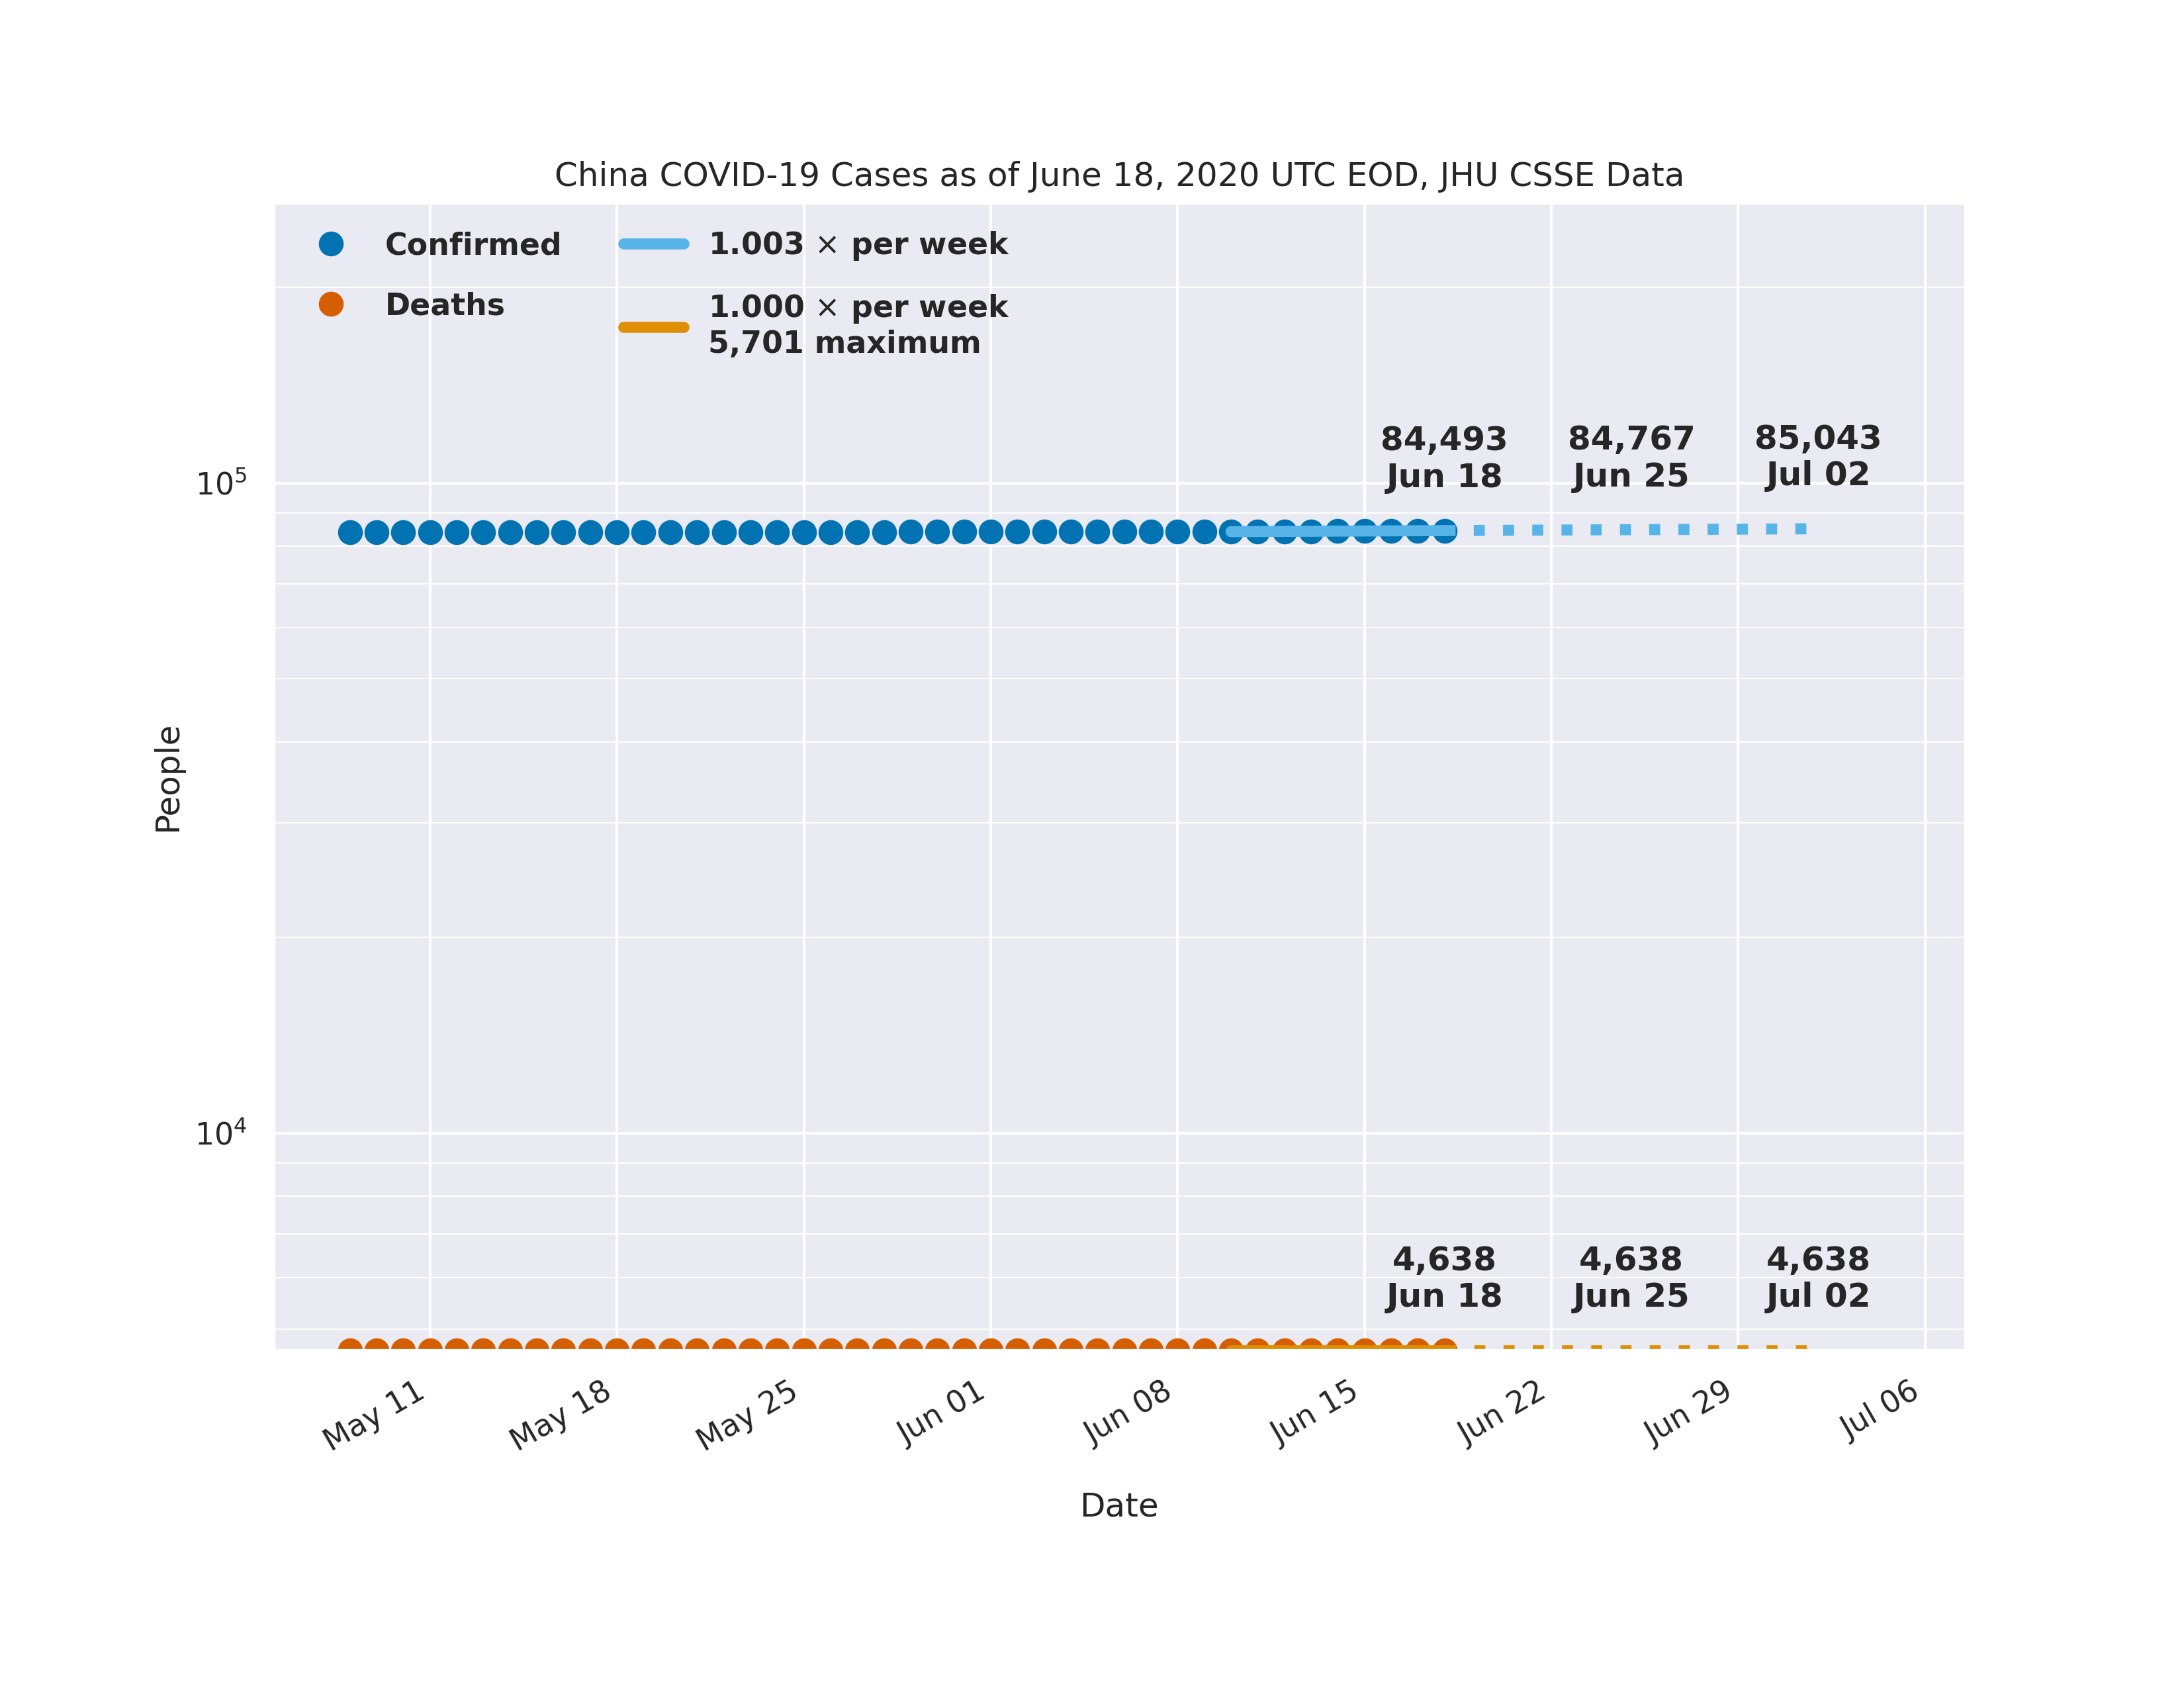 China COVID-19 Cases as of June 18, 2020 UTC EOD, JHU CSSE Data
Confirmed
Deaths
1.003 × per week
1.000 × per week
5,701 maximum
84,493
Jun 18
84,767
Jun 25
85,043
Jul 02
10⁵
People
10⁴
4,638
Jun 18
4,638
Jun 25
4,638
Jul 02
May 11
May 18
May 25
Jun 01
Jun 08
Jun 15
Jun 22
Jun 29
Jul 06
Date